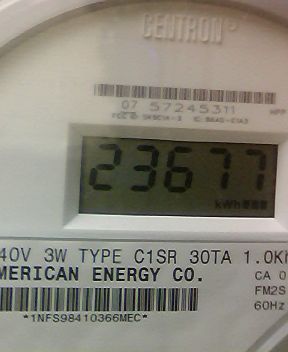 CENTRON
07 57245311
23677
kWh
40V 3W TYPE C1SR 30TA 1.0Kh
MERICAN ENERGY CO. CA 0
FM2S
60Hz
*1NFS98410366MEC*